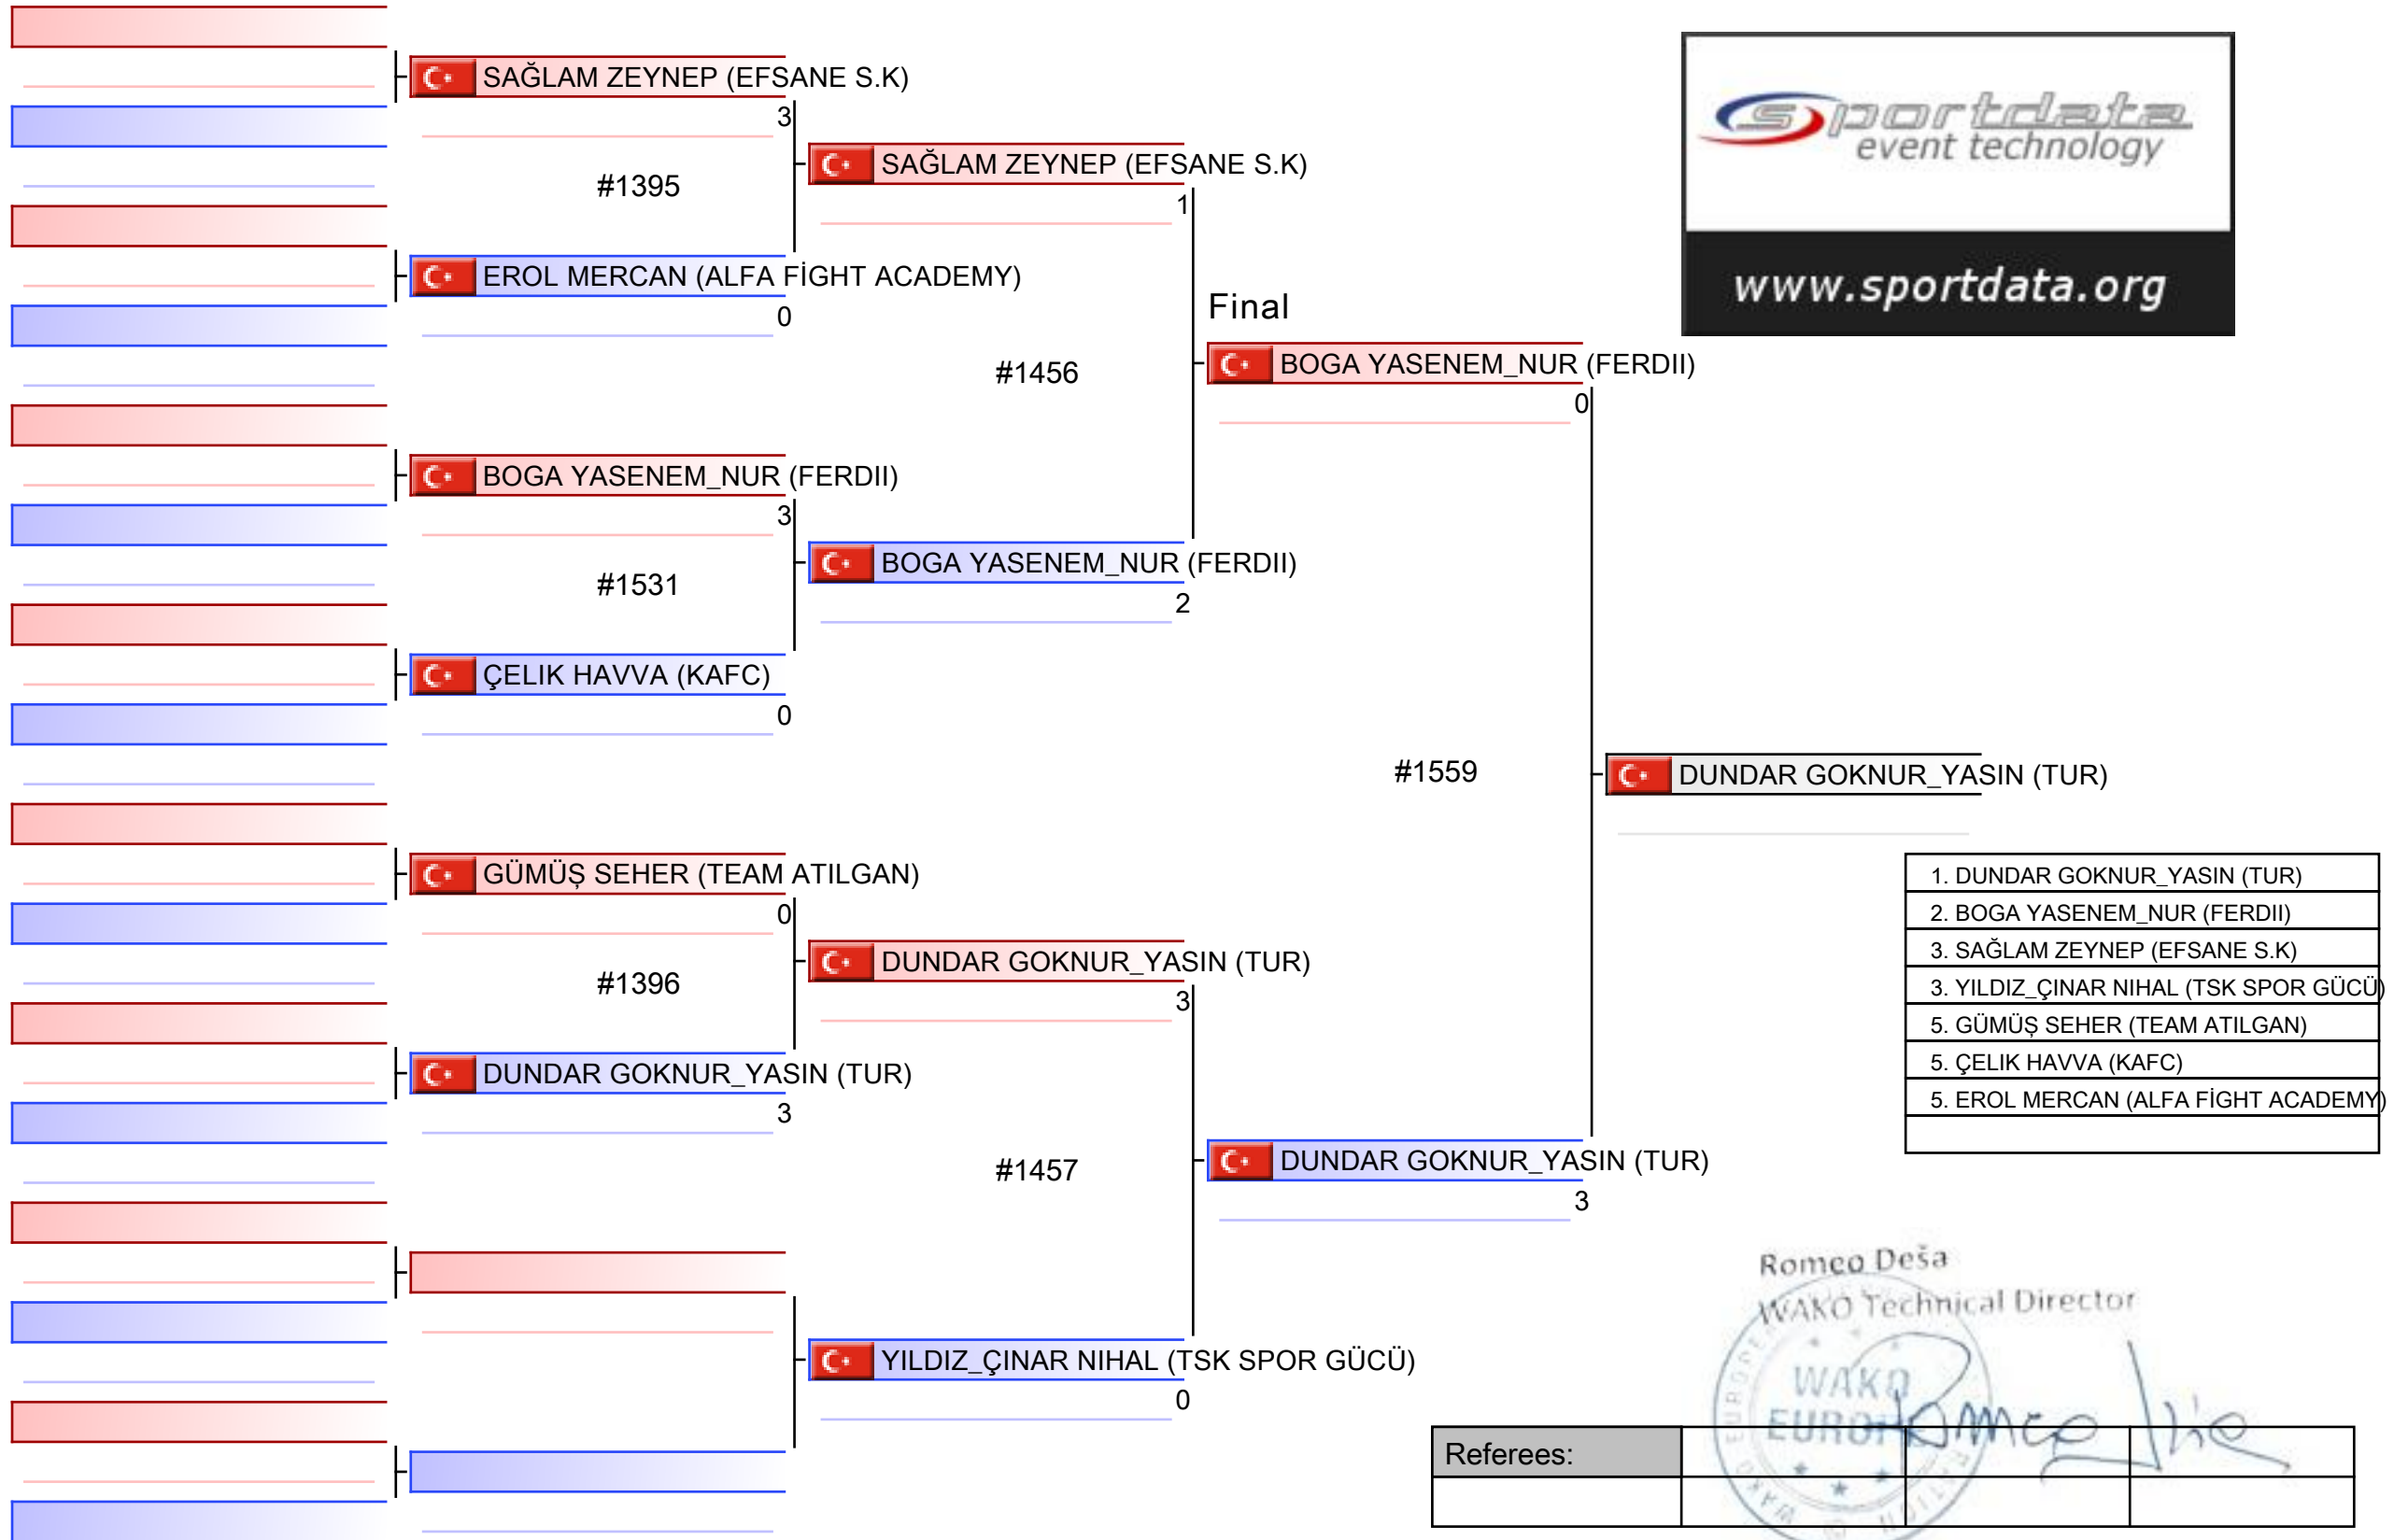 SAĞLAM ZEYNEP (EFSANE S.K)
3
#1395
EROL MERCAN (ALFA FİGHT ACADEMY)
0
BOGA YASENEM_NUR (FERDII)
3
#1531
ÇELIK HAVVA (KAFC)
0
GÜMÜŞ SEHER (TEAM ATILGAN)
0
#1396
DUNDAR GOKNUR_YASIN (TUR)
3
SAĞLAM ZEYNEP (EFSANE S.K)
1
#1456
BOGA YASENEM_NUR (FERDII)
2
DUNDAR GOKNUR_YASIN (TUR)
3
#1457
YILDIZ_ÇINAR NIHAL (TSK SPOR GÜCÜ)
0
Final
BOGA YASENEM_NUR (FERDII)
0
#1559
DUNDAR GOKNUR_YASIN (TUR)
3
DUNDAR GOKNUR_YASIN (TUR)
sportdata
event technology
www.sportdata.org
1. DUNDAR GOKNUR_YASIN (TUR)
2. BOGA YASENEM_NUR (FERDII)
3. SAĞLAM ZEYNEP (EFSANE S.K)
3. YILDIZ_ÇINAR NIHAL (TSK SPOR GÜCÜ)
5. GÜMÜŞ SEHER (TEAM ATILGAN)
5. ÇELIK HAVVA (KAFC)
5. EROL MERCAN (ALFA FİGHT ACADEMY)
Romeo Deša
WAKO Technical Director
WAKO
EUROPE
Referees: